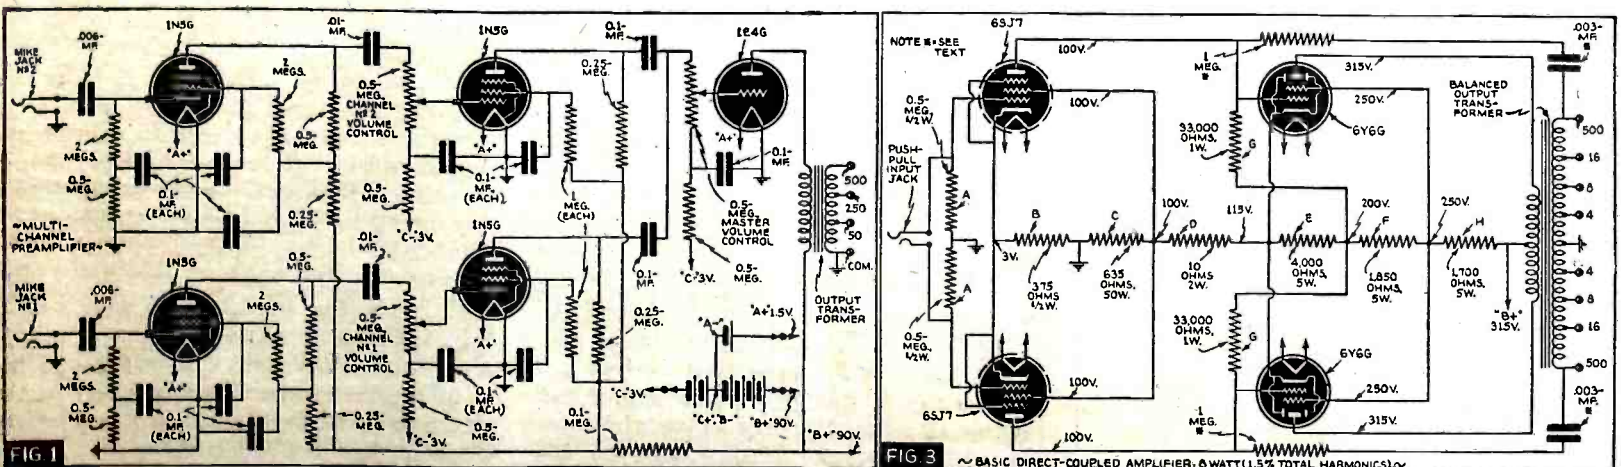 1N5G
.01-
MF.
1N5G
0.1-
MF.
1E4G
.006-
MF.
MIKE
JACK
Nº2
2
MEGS.
0.25-
MEG.
0.5-
MEG.
CHANNEL
Nº2
VOLUME
CONTROL
"A+"
"A+"
"A+"
0.5-
MEG.
2
MEGS.
0.5-
MEG.
0.1-
MF.
(EACH)
0.25-
MEG.
0.5-
MEG.
0.1-
MF.
(EACH)
1
MEG.
(EACH)
0.1-
MF.
0.5-
MEG.
MASTER
VOLUME
CONTROL
500
250
50
COM.
~MULTI-
CHANNEL
PREAMPLIFIER~
"C-"3V.
.01-
MF.
1N5G
0.1-
MF.
"C-"3V.
0.5-
MEG.
OUTPUT
TRANS-
FORMER
1N5G
MIKE
JACK
Nº1
.006-
MF.
0.5-
MEG.
2
MEGS.
0.5-
MEG.
CHANNEL
Nº1
VOLUME
CONTROL
"A+"
0.25-
MEG.
"A-"
"A+"1.5V.
2
MEGS.
0.5-
MEG.
"A+"
0.1-
MF.
(EACH)
0.25-
MEG.
"C-"3V.
0.5-
MEG.
0.1-
MF.
(EACH)
0.1-
MEG.
"C-"3V.
"C+","B-"
"B+"90V.
"B+"90V.
FIG.1
6SJ7
NOTE *=SEE
TEXT
100V.
1
MEG.
*
.003-
MF.
*
315V.
BALANCED
OUTPUT
TRANS-
FORMER
0.5-
MEG.,
1/2W.
100V.
250V.
6Y6G
33,000
OHMS,
1W.
G
PUSH-
PULL
INPUT
JACK
A
A
0.5-
MEG.,
1/2W.
3V.
B
375
OHMS
1/2W.
C
635
OHMS,
50W.
100V.
D
10
OHMS
2W.
115V.
E
4,000
OHMS,
5W.
200V.
F
1,850
OHMS,
5W.
250V.
H
1,700
OHMS,
5W.
"B+"
315V.
500
16
8
4
4
8
16
500
33,000
OHMS,
1W.
G
6SJ7
100V.
6Y6G
250V.
315V.
1
MEG.
*
100V.
.003-
MF.
*
FIG.3
~BASIC DIRECT-COUPLED AMPLIFIER, 8 WATT (1.5% TOTAL HARMONICS)~